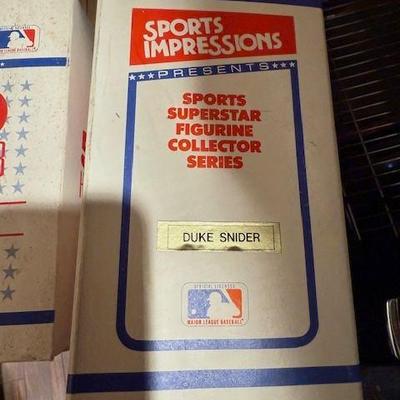 SPORTS
IMPRESSIONS
PRESENTS
SPORTS
SUPERSTAR
FIGURINE
COLLECTOR
SERIES
DUKE SNIDER
OFFICIAL LICENSEE
MAJOR LEAGUE BASEBALL